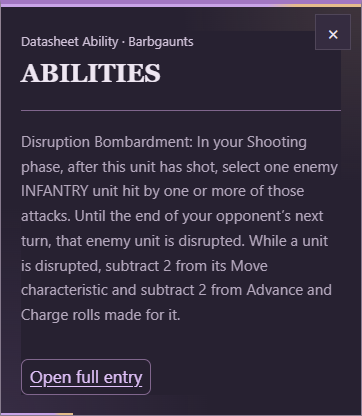 Datasheet Ability · Barbgaunts
×
ABILITIES
Disruption Bombardment: In your Shooting
phase, after this unit has shot, select one enemy
INFANTRY unit hit by one or more of those
attacks. Until the end of your opponent’s next
turn, that enemy unit is disrupted. While a unit
is disrupted, subtract 2 from its Move
characteristic and subtract 2 from Advance and
Charge rolls made for it.
Open full entry